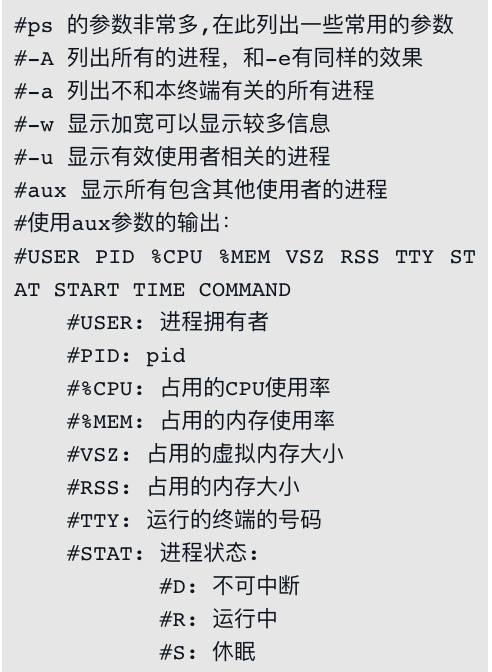 #ps 的参数非常多,在此列出一些常用的参数
#-A 列出所有的进程，和-e有同样的效果
#-a 列出不和本终端有关的所有进程
#-w 显示加宽可以显示较多信息
#-u 显示有效使用者相关的进程
#aux 显示所有包含其他使用者的进程
#使用aux参数的输出：
#USER PID %CPU %MEM VSZ RSS TTY ST
AT START TIME COMMAND
#USER: 进程拥有者
#PID: pid
#%CPU: 占用的CPU使用率
#%MEM: 占用的内存使用率
#VSZ: 占用的虚拟内存大小
#RSS: 占用的内存大小
#TTY: 运行的终端的号码
#STAT: 进程状态:
#D: 不可中断
#R: 运行中
#S: 休眠